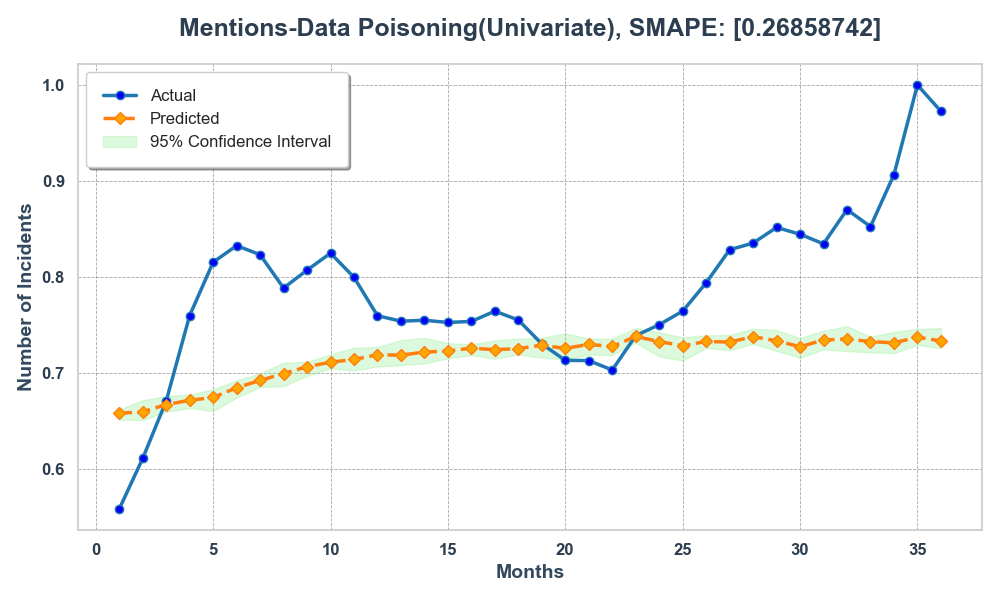 Mentions-Data Poisoning(Univariate), SMAPE: [0.26858742]
Actual
Predicted
95% Confidence Interval
Number of Incidents
1.0
0.9
0.8
0.7
0.6
0 5 10 15 20 25 30 35
Months